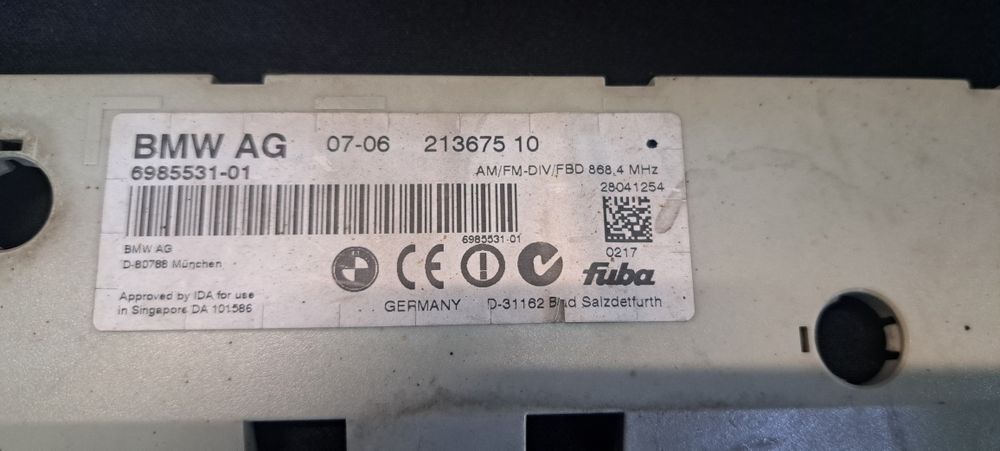 BMW AG 07-06 213675 10
6985531-01 AM/FM-DIV/FBD 868,4 MHz
28041254
6985531-01
0217
BMW AG
D-80788 München
CE
fuba
Approved by IDA for use
in Singapore DA 101586
GERMANY D-31162 Bad Salzdetfurth